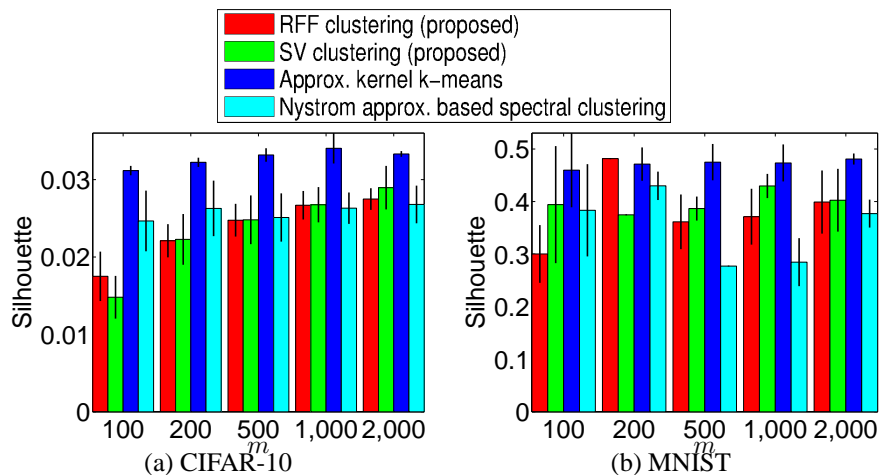 RFF clustering (proposed)
SV clustering (proposed)
Approx. kernel k−means
Nystrom approx. based spectral clustering
Silhouette
0.03
0.02
0.01
0
100 200 500 1,000 2,000
m
(a) CIFAR-10
Silhouette
0.5
0.4
0.3
0.2
0.1
0
100 200 500 1,000 2,000
m
(b) MNIST